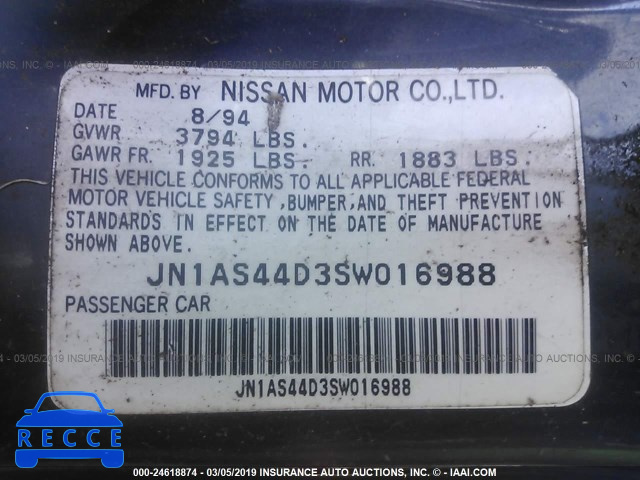 MFD. BY NISSAN MOTOR CO.,LTD.
DATE 8/94
GVWR 3794 LBS.
GAWR FR. 1925 LBS. RR. 1883 LBS.
THIS VEHICLE CONFORMS TO ALL APPLICABLE FEDERAL
MOTOR VEHICLE SAFETY ,BUMPER,AND THEFT PREVENTION
STANDARDS IN EFFECT ON THE DATE OF MANUFACTURE
SHOWN ABOVE.
JN1AS44D3SW016988
PASSENGER CAR
JN1AS44D3SW016988
RECCE
000-24618874 - 03/05/2019 INSURANCE AUTO AUCTIONS, INC. - © IAAI.COM